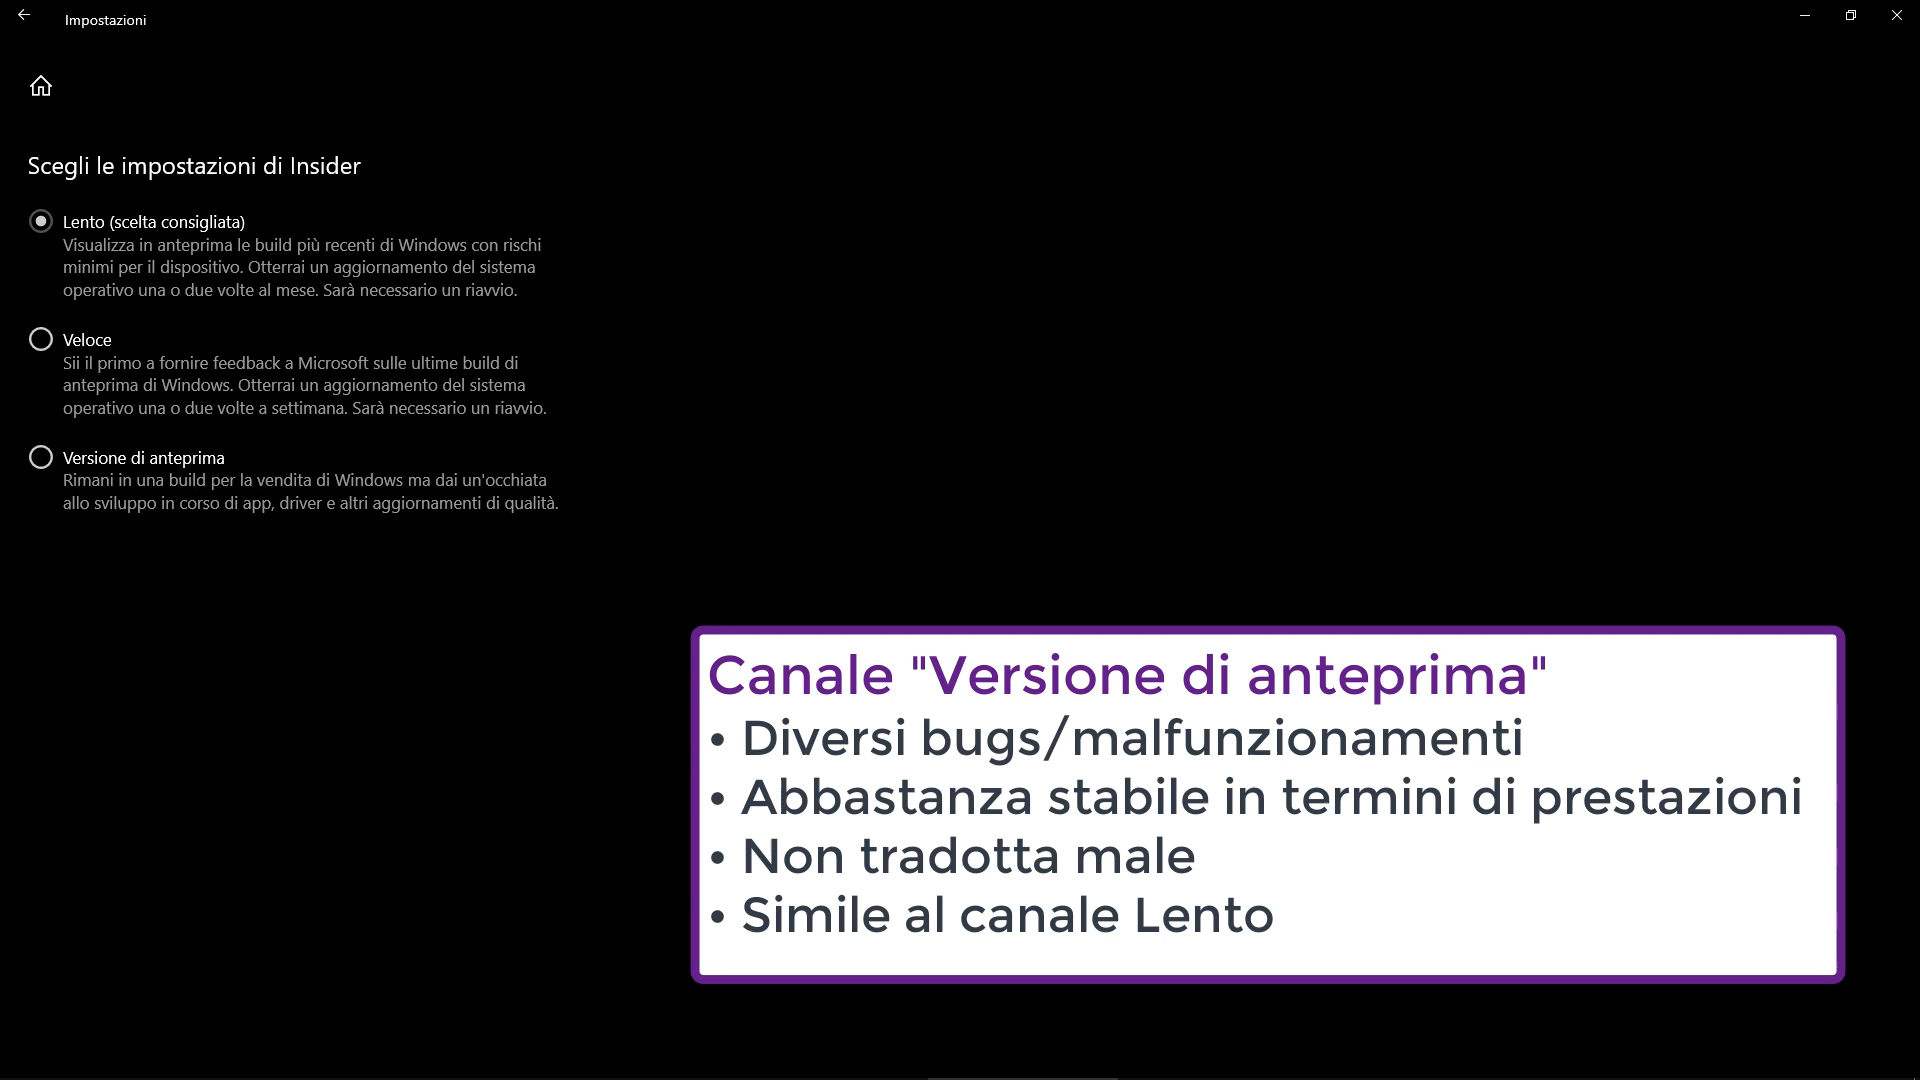 Impostazioni
Scegli le impostazioni di Insider
Lento (scelta consigliata)
Visualizza in anteprima le build più recenti di Windows con rischi
minimi per il dispositivo. Otterrai un aggiornamento del sistema
operativo una o due volte al mese. Sarà necessario un riavvio.
Veloce
Sii il primo a fornire feedback a Microsoft sulle ultime build di
anteprima di Windows. Otterrai un aggiornamento del sistema
operativo una o due volte a settimana. Sarà necessario un riavvio.
Versione di anteprima
Rimani in una build per la vendita di Windows ma dai un'occhiata
allo sviluppo in corso di app, driver e altri aggiornamenti di qualità.
Canale "Versione di anteprima"
• Diversi bugs/malfunzionamenti
• Abbastanza stabile in termini di prestazioni
• Non tradotta male
• Simile al canale Lento